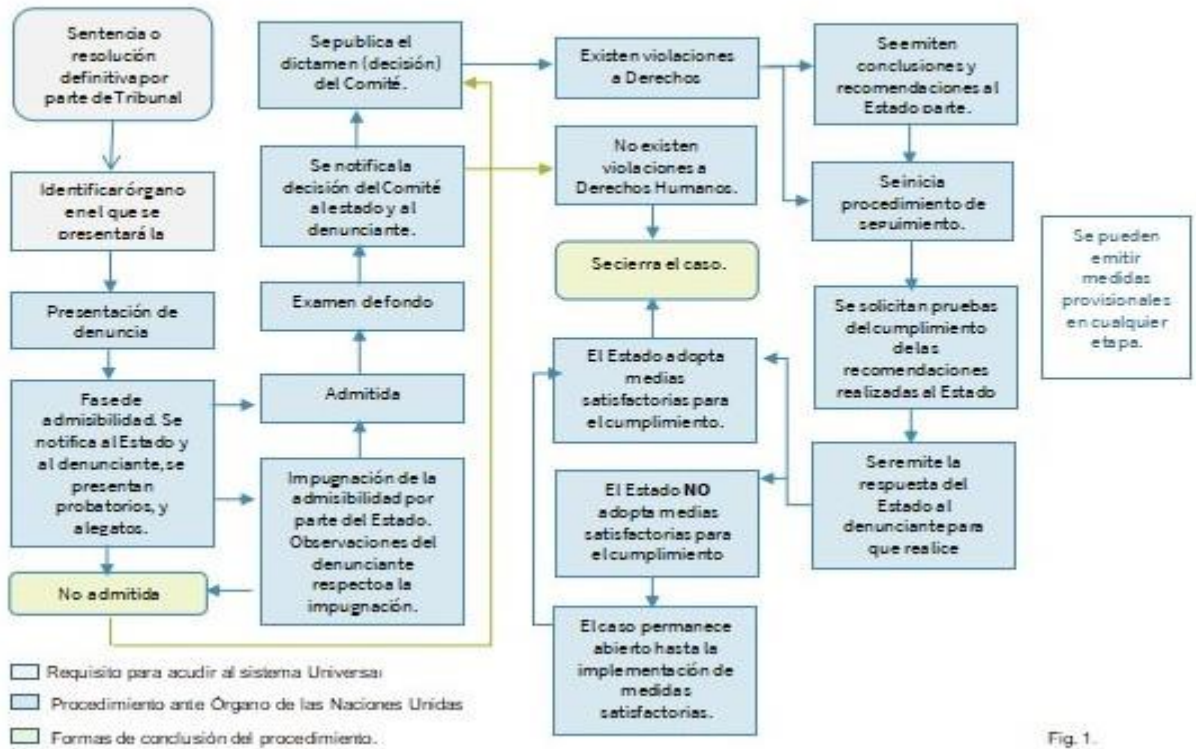 Sentencia o
resolución
definitiva por
parte de Tribunal
Identificar órgano
en el que se
presentará la
Presentación de
denuncia
Fase de
admisibilidad. Se
notifica al Estado y
al denunciante, se
presentan
probatorios, y
alegatos.
No admitida
Se publica el
dictamen (decisión)
del Comité.
Se notifica la
decisión del Comité
al estado y al
denunciante.
Examen de fondo
Admitida
Impugnación de la
admisibilidad por
parte del Estado.
Observaciones del
denunciante
respecto a la
impugnación.
Existen violaciones
a Derechos
No existen
violaciones a
Derechos Humanos.
Se cierra el caso.
El Estado adopta
medias
satisfactorias para
el cumplimiento.
El Estado NO
adopta medias
satisfactorias para
el cumplimiento
El caso permanece
abierto hasta la
implementación de
medidas
satisfactorias.
Se emiten
conclusiones y
recomendaciones al
Estado parte.
Se inicia
procedimiento de
seguimiento.
Se solicitan pruebas
del cumplimiento
de las
recomendaciones
realizadas al Estado
Se remite la
respuesta del
Estado al
denunciante para
que realice
Se pueden
emitir
medidas
provisionales
en cualquier
etapa.
Requisito para acudir al sistema Universal
Procedimiento ante Órgano de las Naciones Unidas
Formas de conclusión del procedimiento.
Fig. 1.